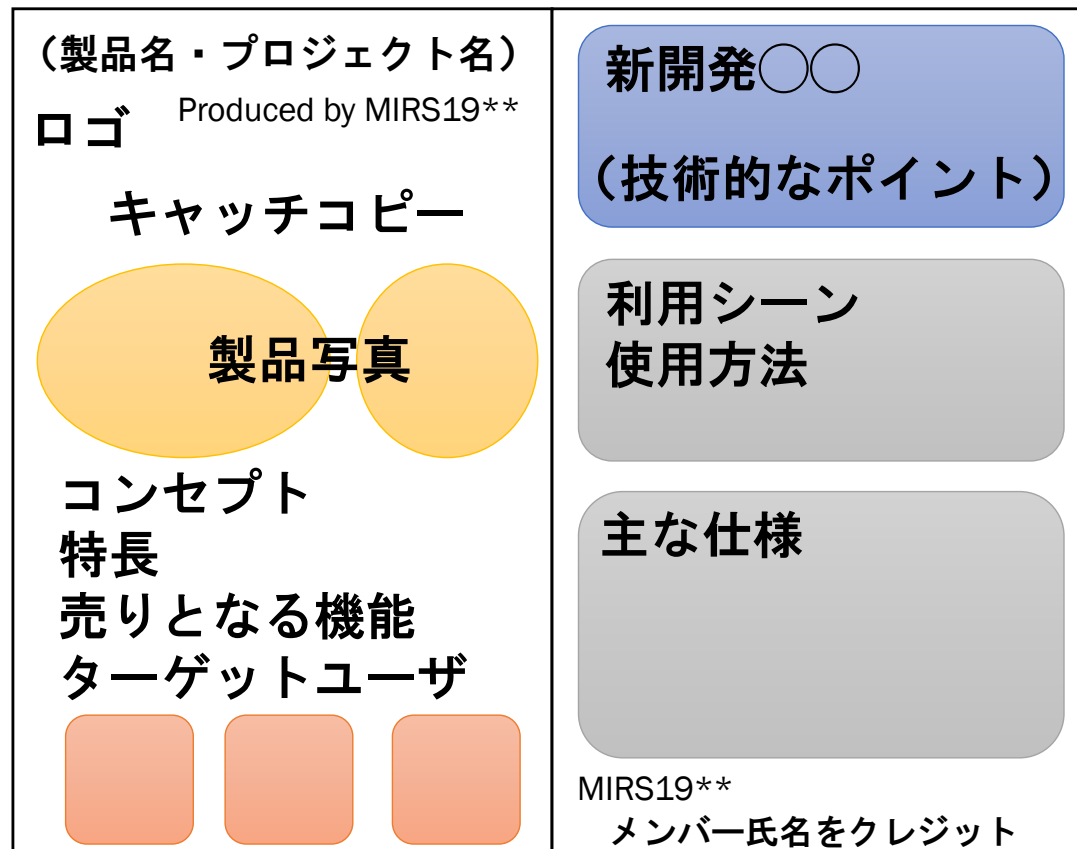 （製品名・プロジェクト名）
Produced by MIRS19**
ロゴ
キャッチコピー
製品写真
コンセプト
特長
売りとなる機能
ターゲットユーザ
新開発◯◯
（技術的なポイント）
利用シーン
使用方法
主な仕様
MIRS19**
メンバー氏名をクレジット